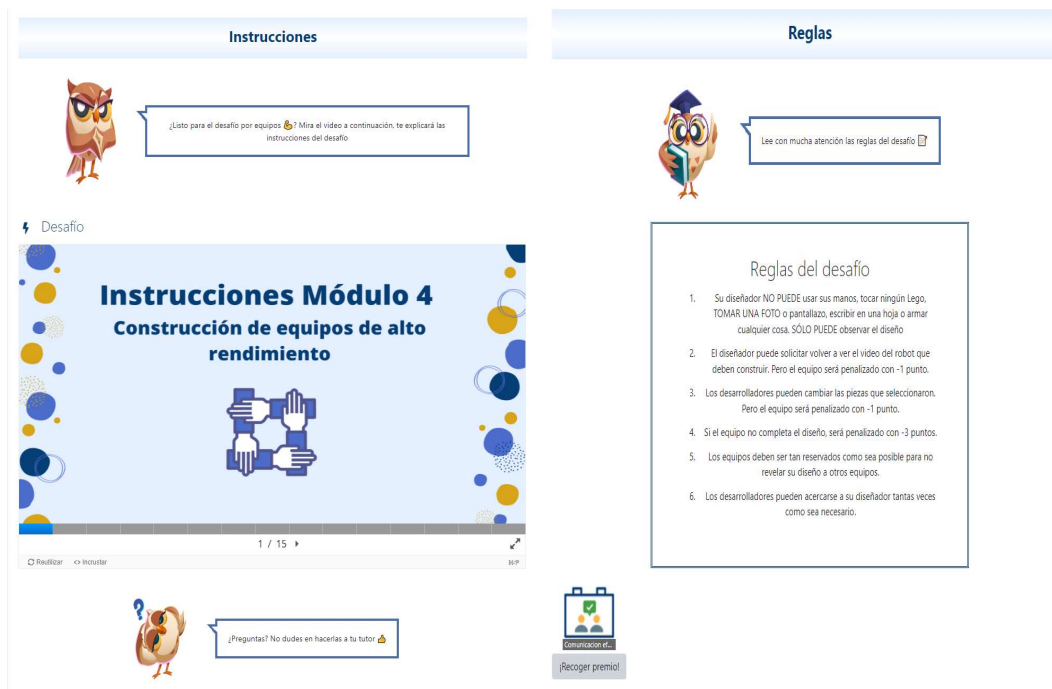 Instrucciones
¿Listo para el desafío por equipos 💪? Mira el video a continuación, te explicará las
instrucciones del desafío
Desafío
Instrucciones Módulo 4
Construcción de equipos de alto
rendimiento
1 / 15
Reutilizar <> Incrustar H-P
¿Preguntas? No dudes en hacerlas a tu tutor 👍
Reglas
Lee con mucha atención las reglas del desafío 📝
Reglas del desafío
1. Su diseñador NO PUEDE usar sus manos, tocar ningún Lego,
TOMAR UNA FOTO o pantallazo, escribir en una hoja o armar
cualquier cosa. SÓLO PUEDE observar el diseño
2. El diseñador puede solicitar volver a ver el video del robot que
deben construir. Pero el equipo será penalizado con -1 punto.
3. Los desarrolladores pueden cambiar las piezas que seleccionaron.
Pero el equipo será penalizado con -1 punto.
4. Si el equipo no completa el diseño, será penalizado con -3 puntos.
5. Los equipos deben ser tan reservados como sea posible para no
revelar su diseño a otros equipos.
6. Los desarrolladores pueden acercarse a su diseñador tantas veces
como sea necesario.
Comunicacion ef...
¡Recoger premio!